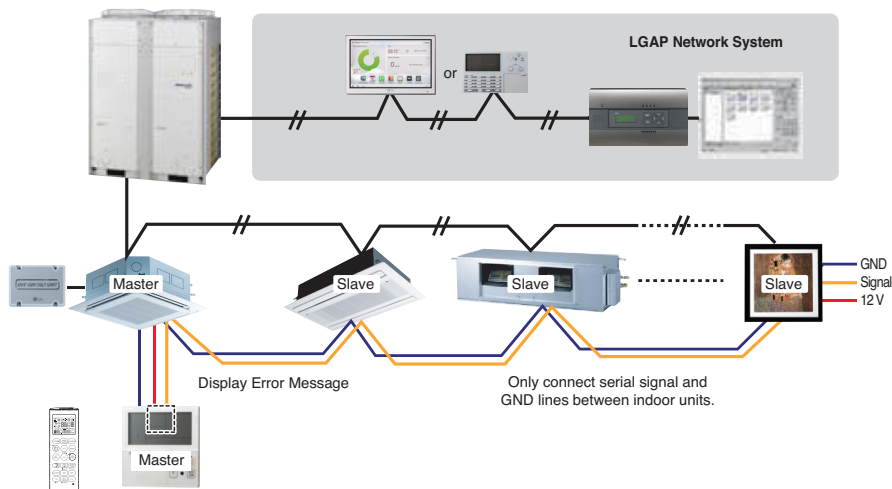 LGAP Network System
or
Master
Slave
Slave
Slave
GND
Signal
12 V
Display Error Message
Only connect serial signal and
GND lines between indoor units.
Master